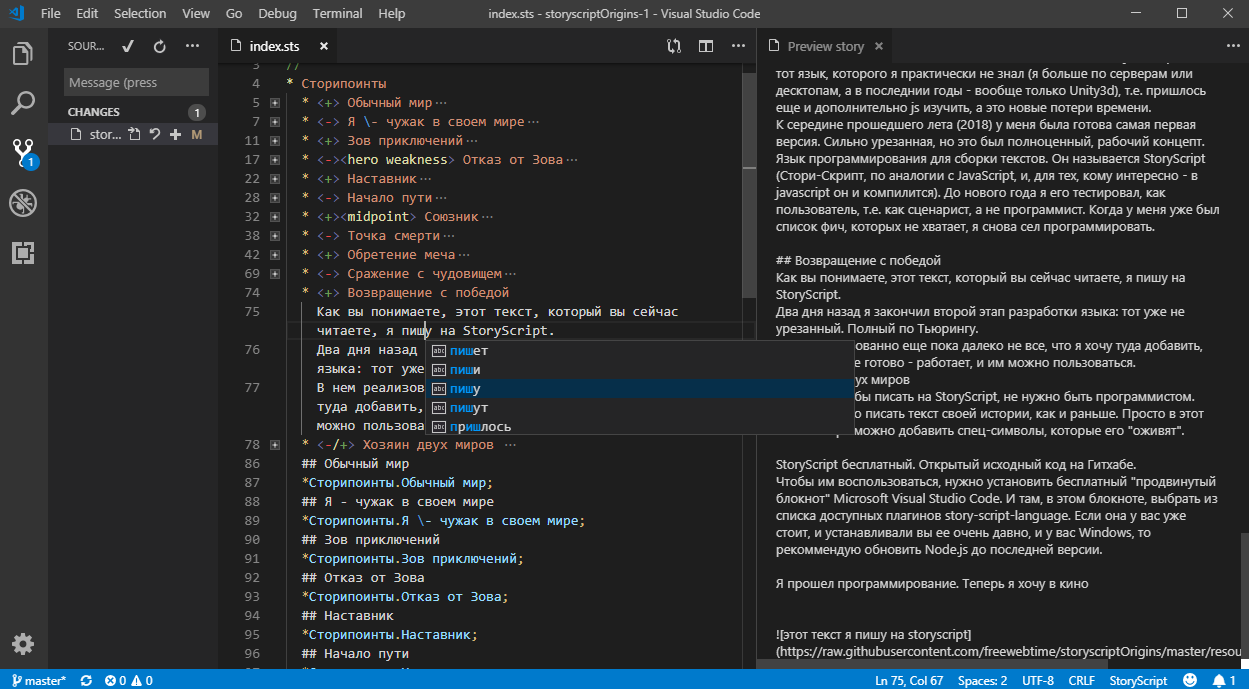 File Edit Selection View Go Debug Terminal Help
index.sts - storyscriptOrigins-1 - Visual Studio Code
SOUR...
Message (press
CHANGES 1
stor... M
1
index.sts
3 //
4 * Сторипоинты
5 * <+> Обычный мир ...
7 * <-> Я \- чужак в своем мире ...
11 * <+> Зов приключений ...
17 * <-><hero weakness> Отказ от Зова ...
22 * <+> Наставник ...
28 * <-> Начало пути ...
32 * <+><midpoint> Союзник ...
38 * <-> Точка смерти ...
42 * <+> Обретение меча ...
69 * <-> Сражение с чудовищем ...
74 * <+> Возвращение с победой
75 Как вы понимаете, этот текст, который вы сейчас
читаете, я пишу на StoryScript.
76 Два дня назад
языка: тот уже
77 В нем реализов
туда добавить,
можно пользова
abc пишет
abc пиши
abc пишу
abc пишут
abc пришлось
78 * <-/+> Хозяин двух миров ...
86 ## Обычный мир
87 *Сторипоинты.Обычный мир;
88 ## Я - чужак в своем мире
89 *Сторипоинты.Я \- чужак в своем мире;
90 ## Зов приключений
91 *Сторипоинты.Зов приключений;
92 ## Отказ от Зова
93 *Сторипоинты.Отказ от Зова;
94 ## Наставник
95 *Сторипоинты.Наставник;
96 ## Начало пути
Preview story
тот язык, которого я практически не знал (я больше по серверам или
десктопам, а в последнии годы - вообще только Unity3d), т.е. пришлось
еще и дополнительно js изучить, а это новые потери времени.
К середине прошедшего лета (2018) у меня была готова самая первая
версия. Сильно урезанная, но это был полноценный, рабочий концепт.
Язык программирования для сборки текстов. Он называется StoryScript
(Стори-Скрипт, по аналогии с JavaScript, и, для тех, кому интересно - в
javascript он и компилится). До нового года я его тестировал, как
пользователь, т.е. как сценарист, а не программист. Когда у меня уже был
список фич, которых не хватает, я снова сел программировать.
## Возвращение с победой
Как вы понимаете, этот текст, который вы сейчас читаете, я пишу на
StoryScript.
Два дня назад я закончил второй этап разработки языка: тот уже не
урезанный. Полный по Тьюрингу.
ованно еще пока далеко не все, что я хочу туда добавить,
е готово - работает, и им можно пользоваться.
ух миров
бы писать на StoryScript, не нужно быть программистом.
о писать текст своей истории, как и раньше. Просто в этот
можно добавить спец-символы, которые его "оживят".
StoryScript бесплатный. Открытый исходный код на Гитхабе.
Чтобы им воспользоваться, нужно установить бесплатный "продвинутый
блокнот" Microsoft Visual Studio Code. И там, в этом блокноте, выбрать из
списка доступных плагинов story-script-language. Если она у вас уже
стоит, и устанавливали вы ее очень давно, и у вас Windows, то
рекоммендую обновить Node.js до последней версии.
Я прошел программирование. Теперь я хочу в кино
![этот текст я пишу на storyscript]
(https://raw.githubusercontent.com/freewebtime/storyscriptOrigins/master/resou
master* 0 0 Ln 75, Col 67 Spaces: 2 UTF-8 CRLF StoryScript 1